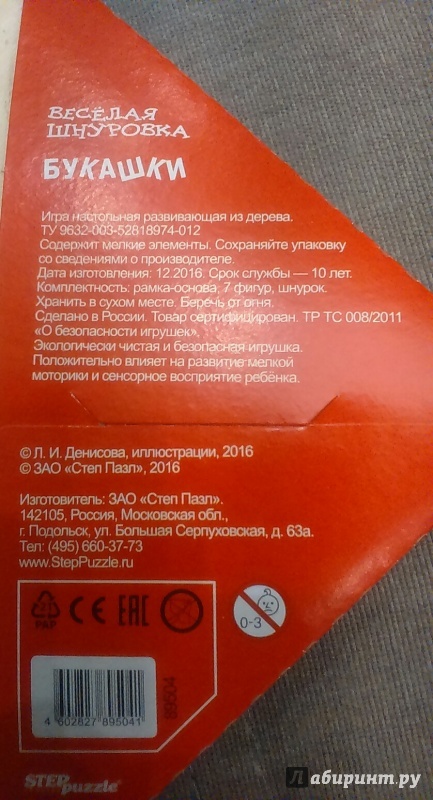 ВЕСЁЛАЯ
ШНУРОВКА
БУКАШКИ
Игра настольная развивающая из дерева.
ТУ 9632-003-52818974-012
Содержит мелкие элементы. Сохраняйте упаковку
со сведениями о производителе.
Дата изготовления: 12.2016. Срок службы — 10 лет.
Комплектность: рамка-основа, 7 фигур, шнурок.
Хранить в сухом месте. Беречь от огня.
Сделано в России. Товар сертифицирован. ТР ТС 008/2011
«О безопасности игрушек».
Экологически чистая и безопасная игрушка.
Положительно влияет на развитие мелкой
моторики и сенсорное восприятие ребёнка.
© Л. И. Денисова, иллюстрации, 2016
© ЗАО «Степ Пазл», 2016
Изготовитель: ЗАО «Степ Пазл».
142105, Россия, Московская обл.,
г. Подольск, ул. Большая Серпуховская, д. 63а.
Тел: (495) 660-37-73
www.StepPuzzle.ru
PAP CE EAC
0-3
89504
4 602827 895041
STEPpuzzle
Лабиринт.ру